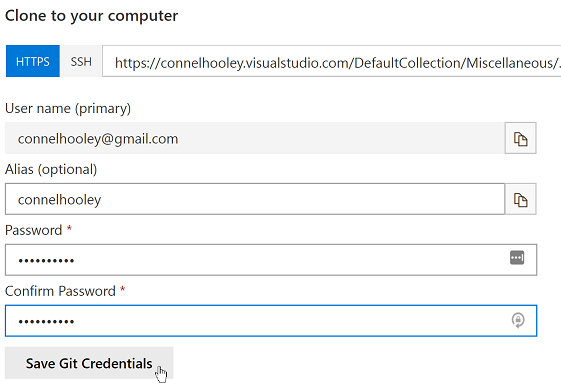 Clone to your computer
HTTPS SSH https://connelhooley.visualstudio.com/DefaultCollection/Miscellaneous/.
User name (primary)
connelhooley@gmail.com
Alias (optional)
connelhooley
Password *
••••••••••
Confirm Password *
••••••••••
Save Git Credentials